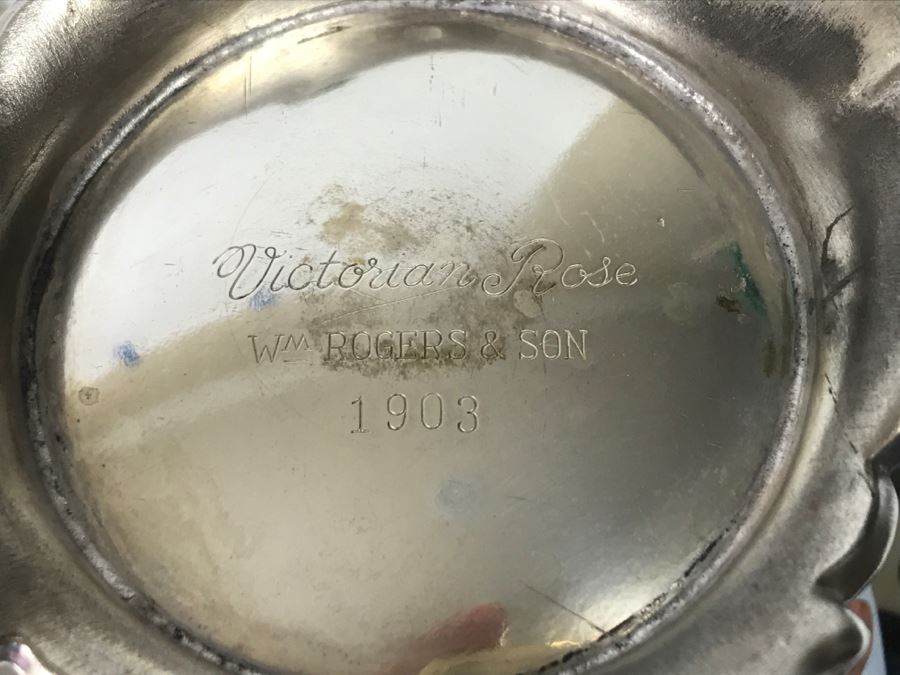 Victorian Rose
WM ROGERS & SON
1903